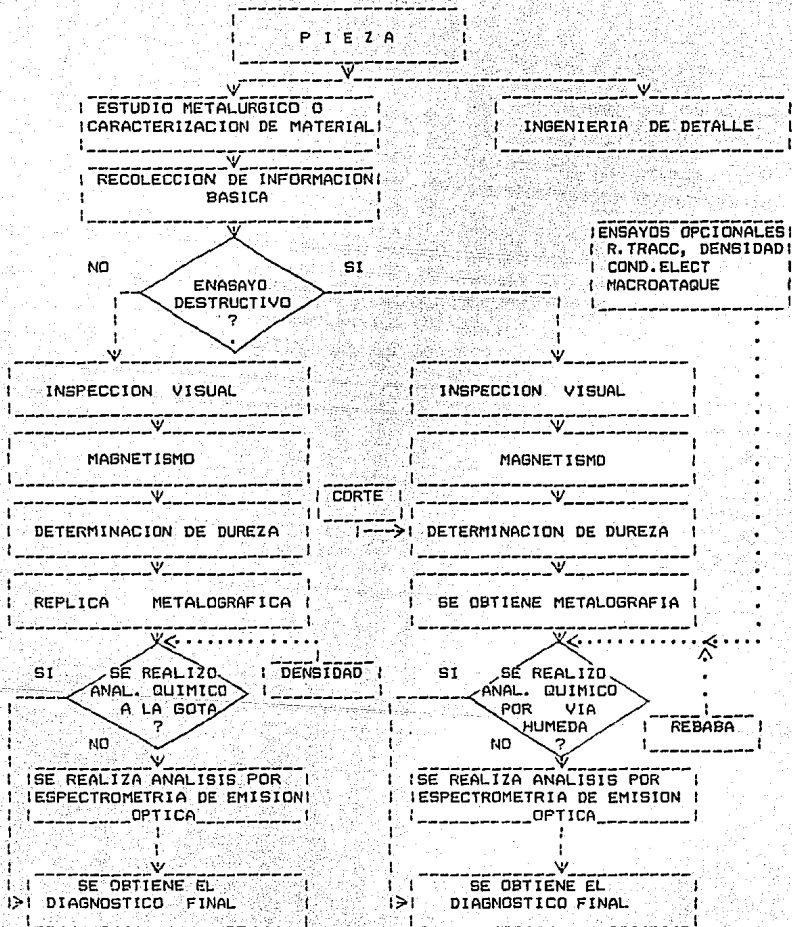 P I E Z A
ESTUDIO METALURGICO O
CARACTERIZACION DE MATERIAL
INGENIERIA DE DETALLE
RECOLECCION DE INFORMACION
BASICA
ENSAYOS OPCIONALES
R.TRACC, DENSIDAD
COND.ELECT
MACROATAQUE
NO
SI
ENASAYO
DESTRUCTIVO
?
INSPECCION VISUAL
INSPECCION VISUAL
MAGNETISMO
MAGNETISMO
CORTE
DETERMINACION DE DUREZA
DETERMINACION DE DUREZA
REPLICA METALOGRAFICA
SE OBTIENE METALOGRAFIA
SI
SE REALIZO
ANAL. QUIMICO
A LA GOTA
?
NO
DENSIDAD
SI
SE REALIZO
ANAL. QUIMICO
POR VIA
HUMEDA
NO ?
REBABA
SE REALIZA ANALISIS POR
ESPECTROMETRIA DE EMISION
OPTICA
SE REALIZA ANALISIS POR
ESPECTROMETRIA DE EMISION
OPTICA
SE OBTIENE EL
DIAGNOSTICO FINAL
SE OBTIENE EL
DIAGNOSTICO FINAL